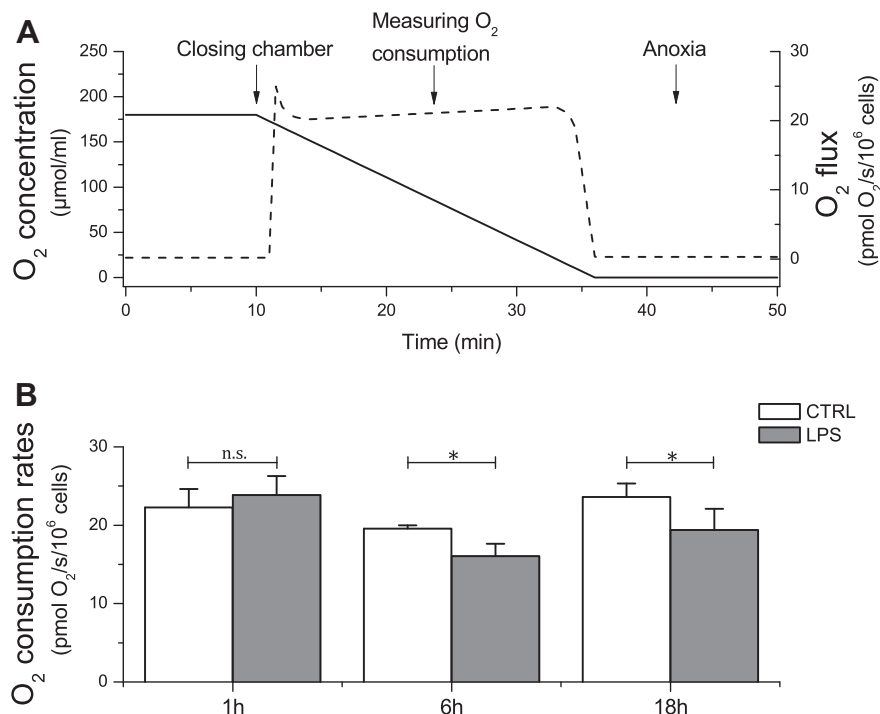 A
Closing chamber
Measuring O2
consumption
Anoxia
O2 concentration
(µmol/ml)
250
200
150
100
50
0
30
20
10
0
O2 flux
(pmol O2/s/10^6 cells)
0 10 20 30 40 50
Time (min)
B
CTRL
LPS
O2 consumption rates
(pmol O2/s/10^6 cells)
30
20
10
0
n.s.
*
*
1h 6h 18h